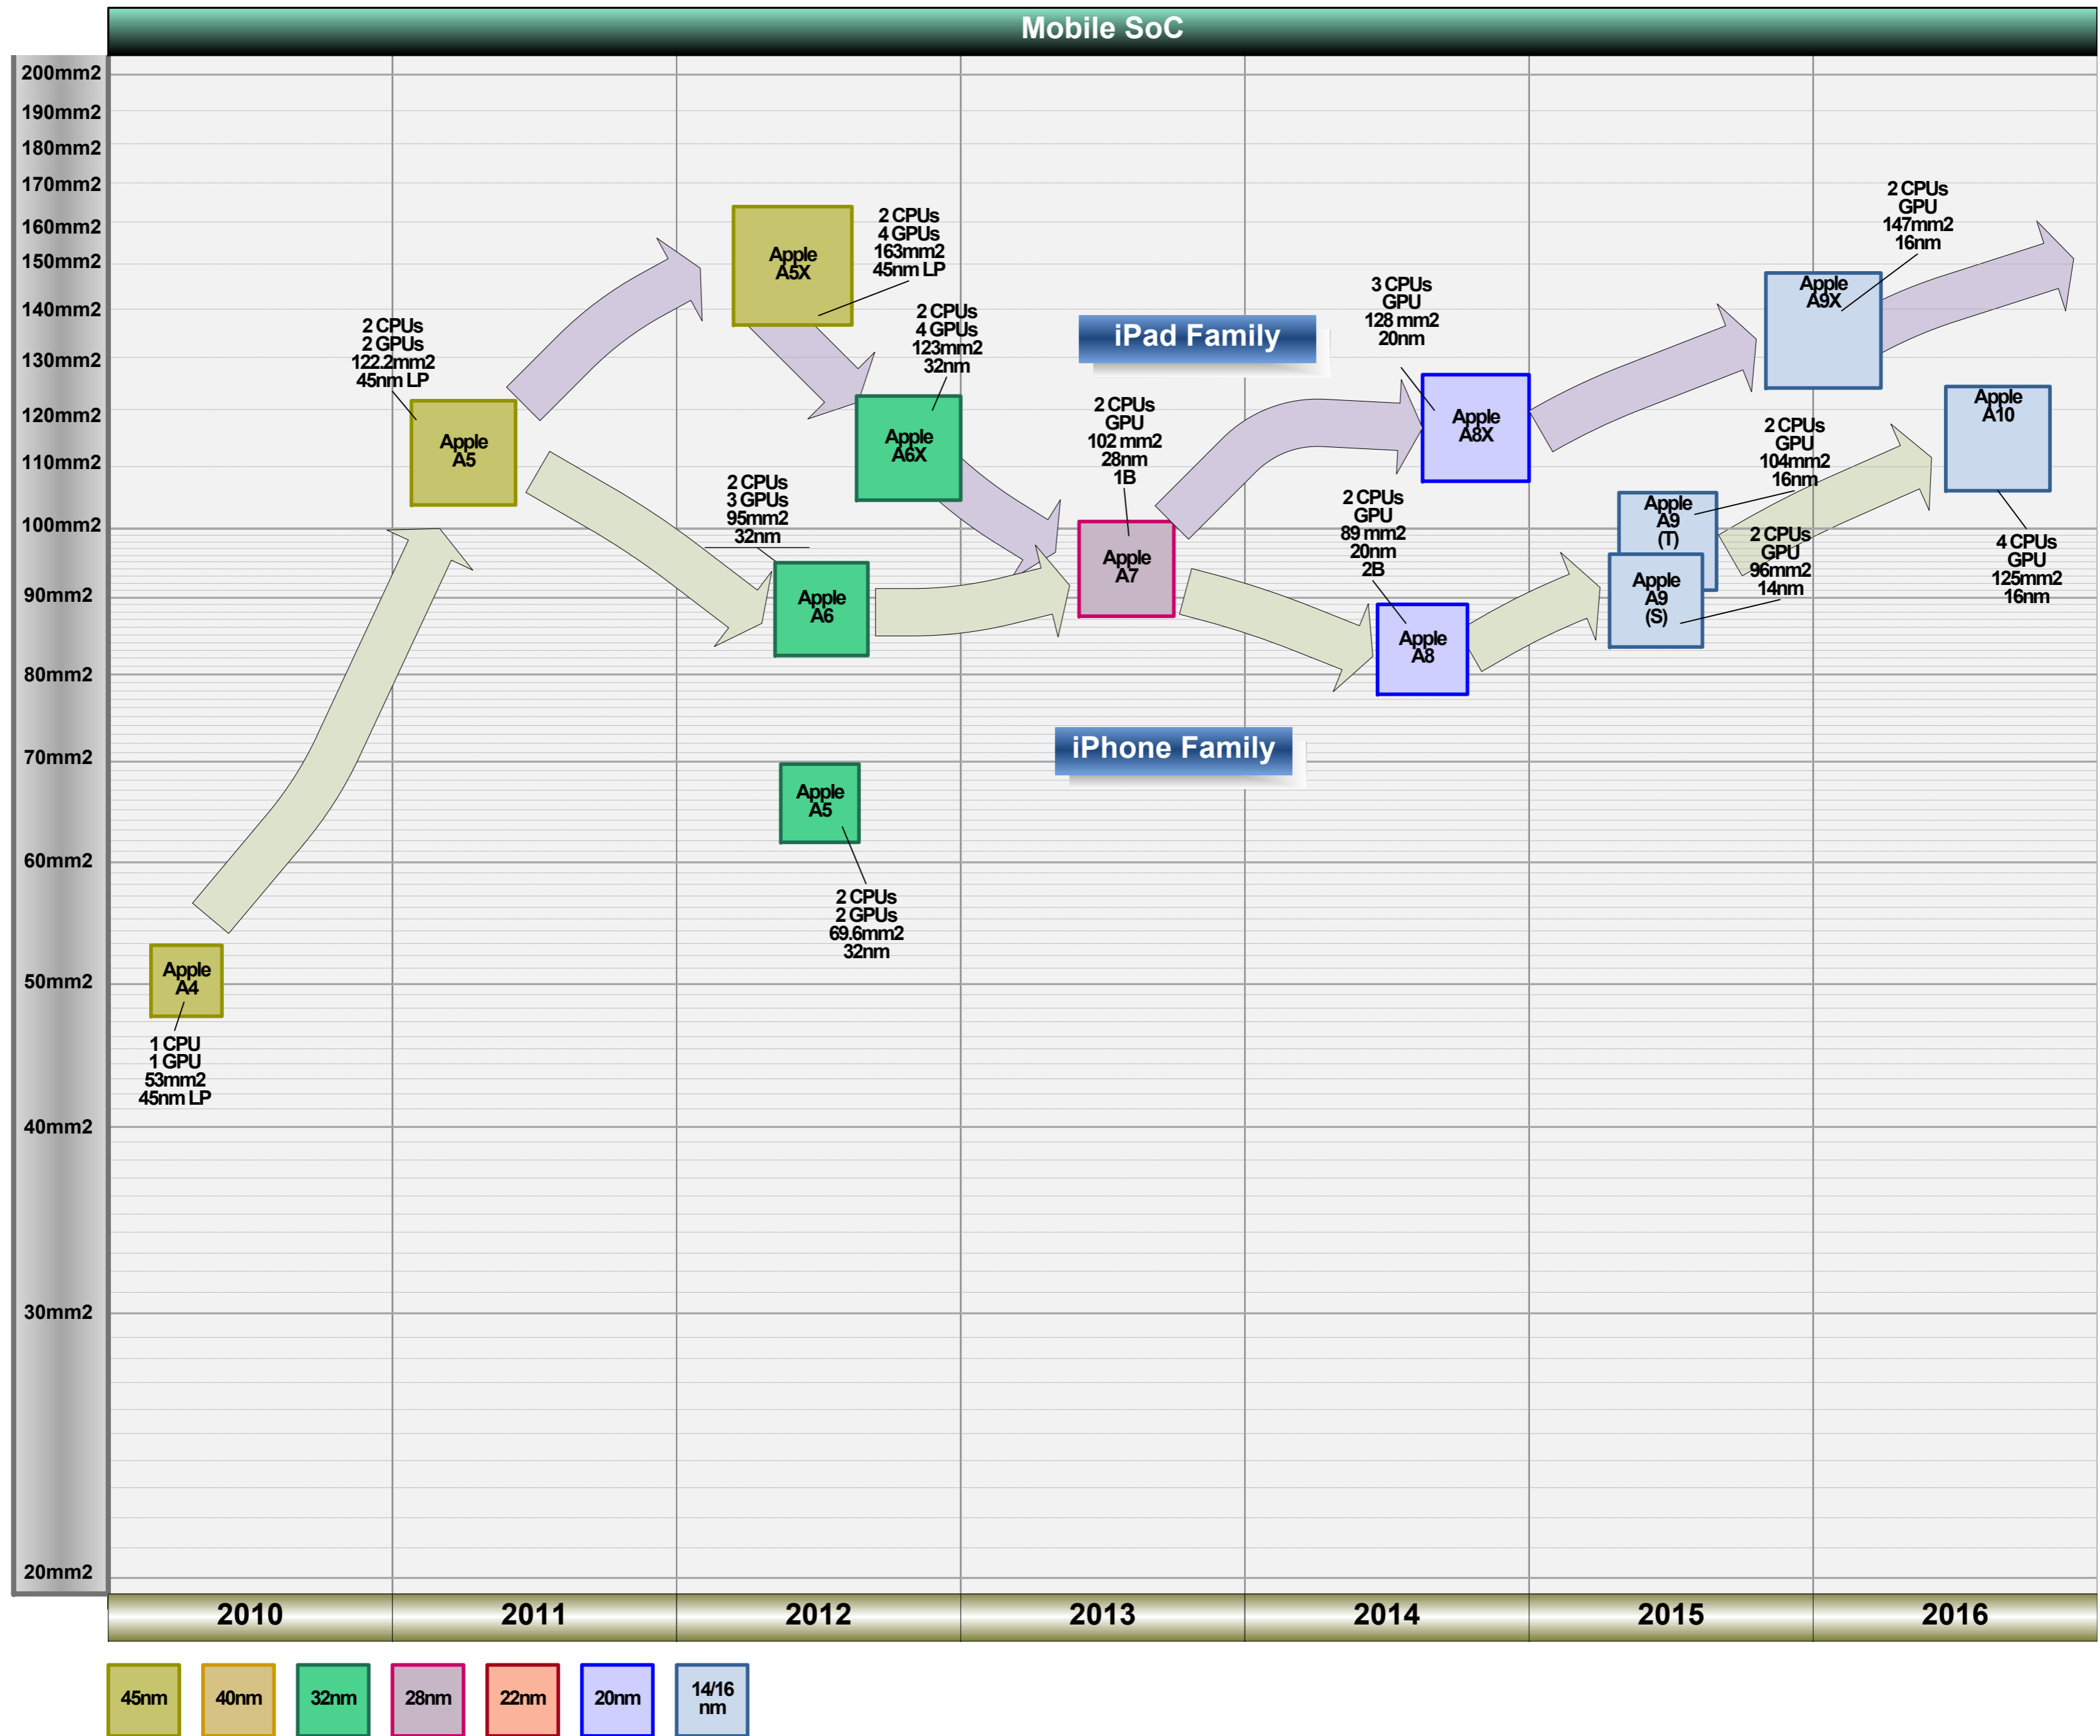 Mobile SoC
200mm2
190mm2
180mm2
170mm2
160mm2
150mm2
140mm2
130mm2
120mm2
110mm2
100mm2
90mm2
80mm2
70mm2
60mm2
50mm2
40mm2
30mm2
20mm2
Apple
A4
1 CPU
1 GPU
53mm2
45nm LP
2 CPUs
2 GPUs
122.2mm2
45nm LP
Apple
A5
Apple
A5X
2 CPUs
4 GPUs
163mm2
45nm LP
2 CPUs
4 GPUs
123mm2
32nm
Apple
A6X
2 CPUs
3 GPUs
95mm2
32nm
Apple
A6
Apple
A5
2 CPUs
2 GPUs
69.6mm2
32nm
iPad Family
2 CPUs
GPU
102 mm2
28nm
1B
Apple
A7
iPhone Family
3 CPUs
GPU
128 mm2
20nm
Apple
A8X
2 CPUs
GPU
89 mm2
20nm
2B
Apple
A8
2 CPUs
GPU
147mm2
16nm
Apple
A9X
2 CPUs
GPU
104mm2
16nm
Apple
A9
(T)
2 CPUs
GPU
96mm2
14nm
Apple
A9
(S)
Apple
A10
4 CPUs
GPU
125mm2
16nm
2010
2011
2012
2013
2014
2015
2016
45nm
40nm
32nm
28nm
22nm
20nm
14/16
nm